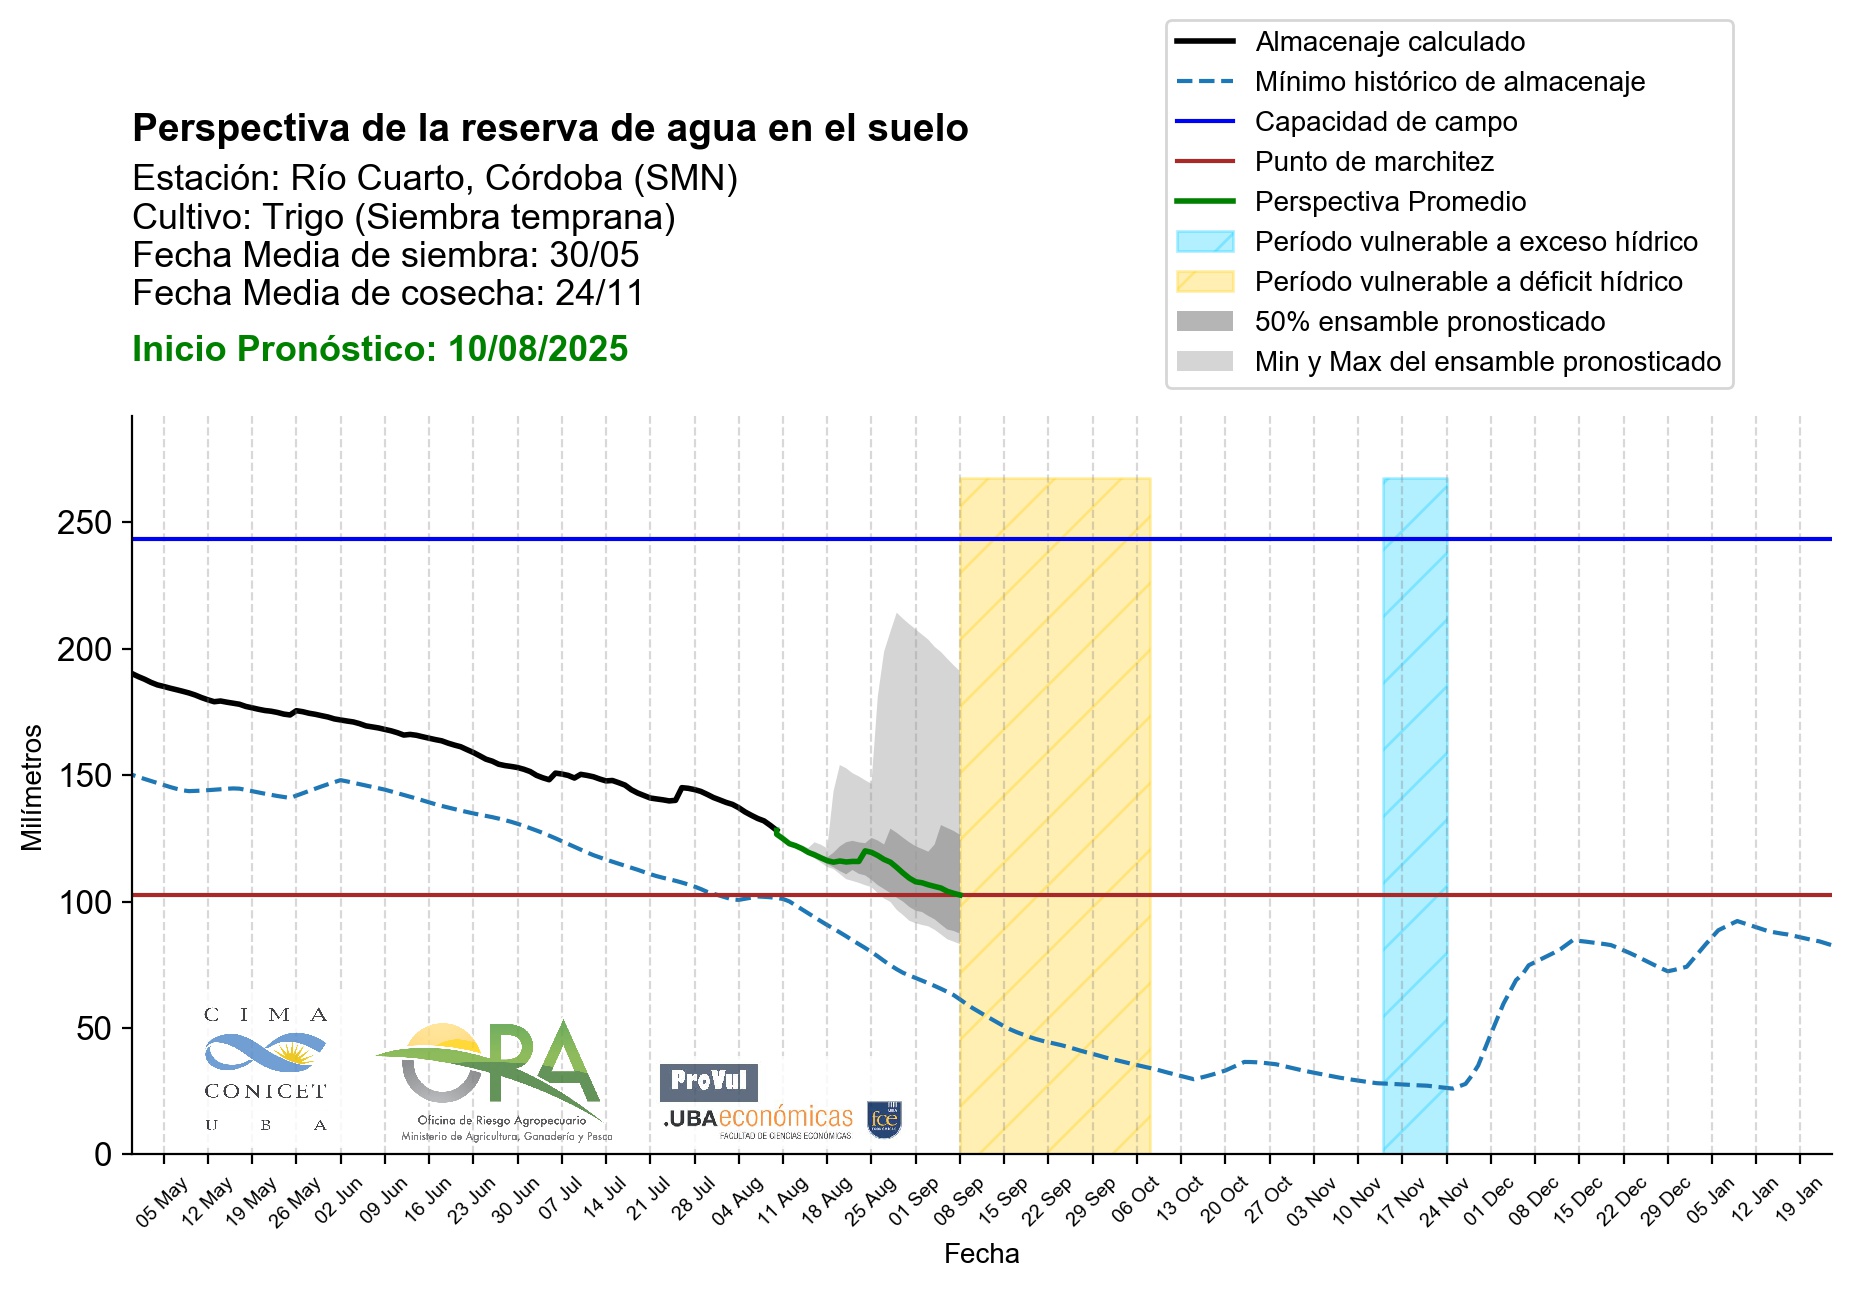 Almacenaje calculado
Mínimo histórico de almacenaje
Capacidad de campo
Punto de marchitez
Perspectiva Promedio
Período vulnerable a exceso hídrico
Período vulnerable a déficit hídrico
50% ensamble pronosticado
Min y Max del ensamble pronosticado
Perspectiva de la reserva de agua en el suelo
Estación: Río Cuarto, Córdoba (SMN)
Cultivo: Trigo (Siembra temprana)
Fecha Media de siembra: 30/05
Fecha Media de cosecha: 24/11
Inicio Pronóstico: 10/08/2025
Milímetros
250
200
150
100
50
0
CIMA
CONICET
UBA
ORA
Oficina de Riesgo Agropecuario
Ministerio de Agricultura, Ganadería y Pesca
ProVul
.UBAeconómicas
FACULTAD DE CIENCIAS ECONÓMICAS
UBA
fce
ECONÓMICAS
05 May
12 May
19 May
26 May
02 Jun
09 Jun
16 Jun
23 Jun
30 Jun
07 Jul
14 Jul
21 Jul
28 Jul
04 Aug
11 Aug
18 Aug
25 Aug
01 Sep
08 Sep
15 Sep
22 Sep
29 Sep
06 Oct
13 Oct
20 Oct
27 Oct
03 Nov
10 Nov
17 Nov
24 Nov
01 Dec
08 Dec
15 Dec
22 Dec
29 Dec
05 Jan
12 Jan
19 Jan
Fecha